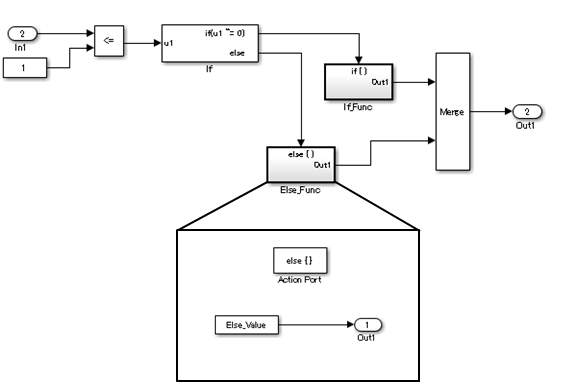 2
In1
1
<=
u1
if(u1 ~= 0)
else
If
if { }
Out1
If_Func
else { }
Out1
Else_Func
Merge
2
Out1
else {}
Action Port
Else_Value
1
Out1